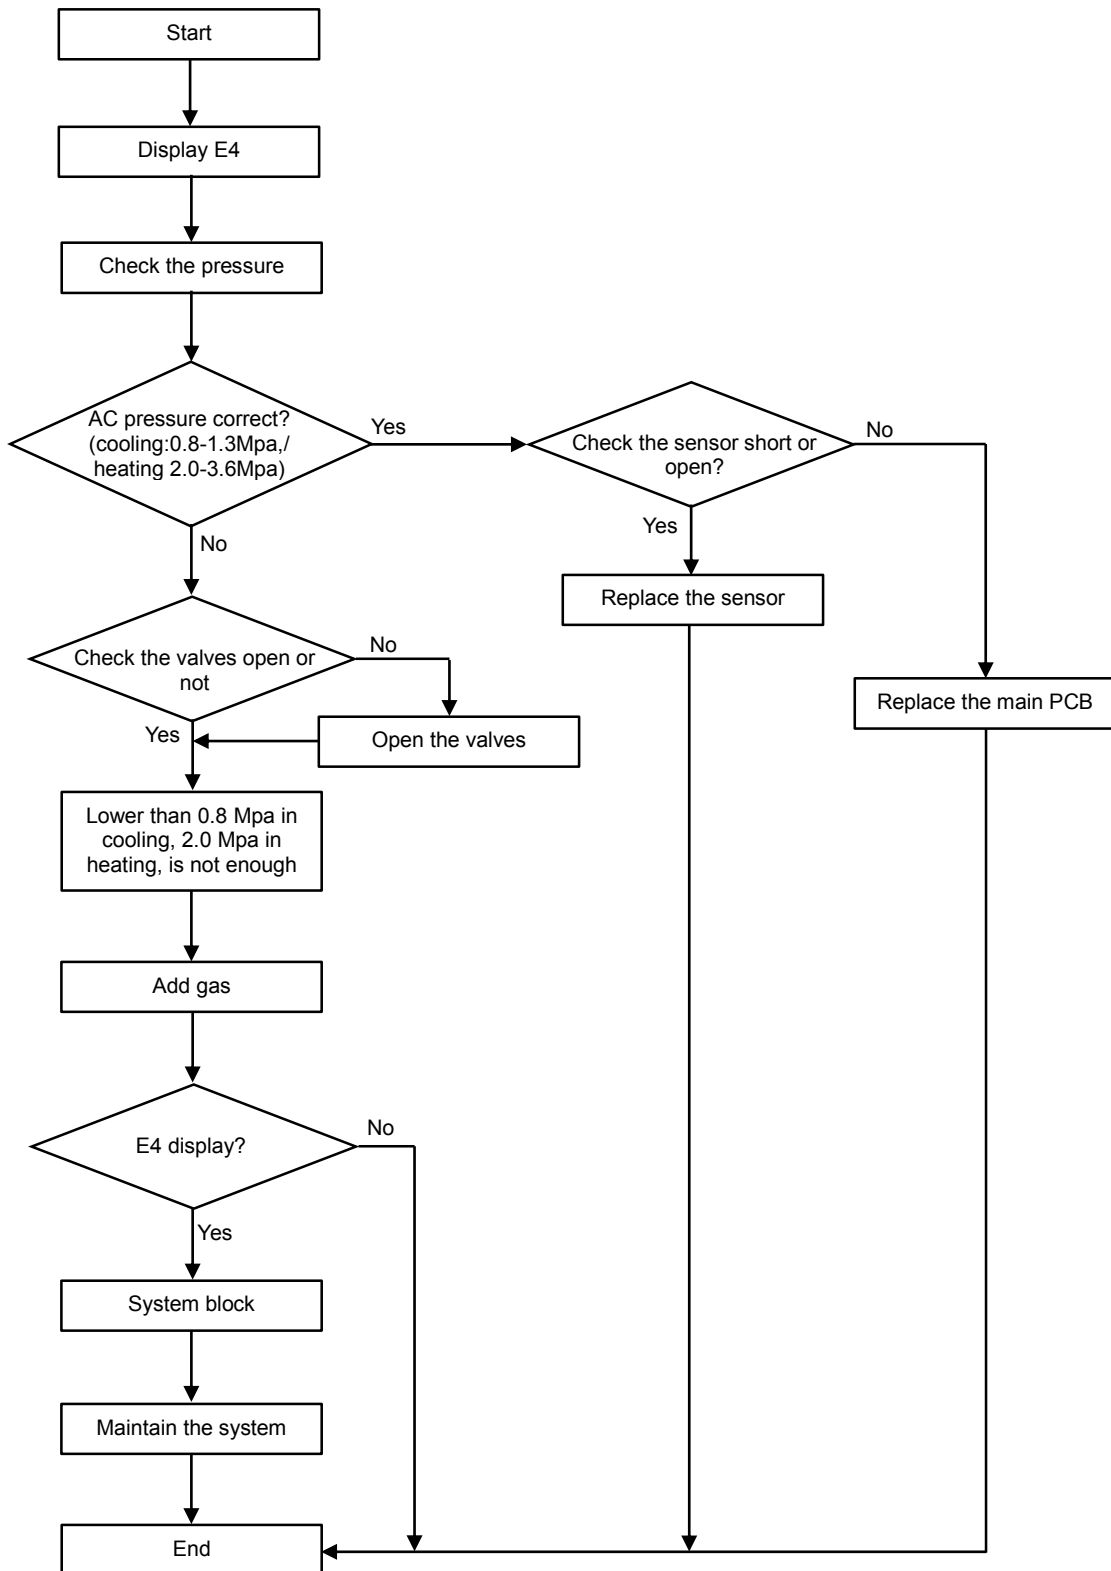 Start
Display E4
Check the pressure
AC pressure correct?
(cooling:0.8-1.3Mpa,/
heating 2.0-3.6Mpa)
Yes
No
Check the sensor short or
open?
No
Yes
Replace the sensor
Replace the main PCB
Check the valves open or
not
No
Yes
Open the valves
Lower than 0.8 Mpa in
cooling, 2.0 Mpa in
heating, is not enough
Add gas
E4 display?
No
Yes
System block
Maintain the system
End